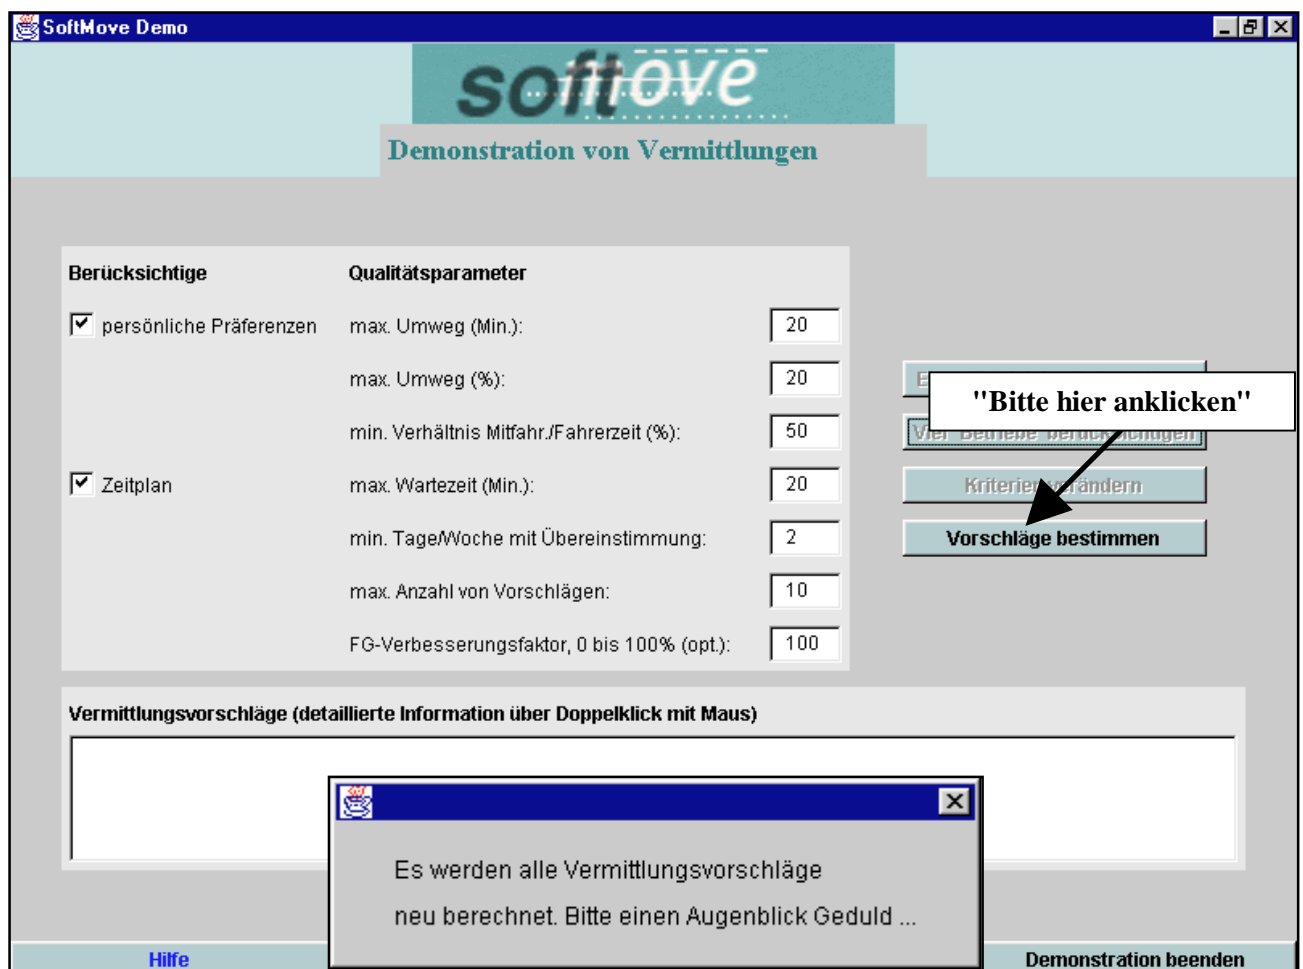 SoftMove Demo
softmove
Demonstration von Vermittlungen
Berücksichtige
Qualitätsparameter
persönliche Präferenzen
max. Umweg (Min.):
20
max. Umweg (%):
20
min. Verhältnis Mitfahr./Fahrerzeit (%):
50
Zeitplan
max. Wartezeit (Min.):
20
min. Tage/Woche mit Übereinstimmung:
2
max. Anzahl von Vorschlägen:
10
FG-Verbesserungsfaktor, 0 bis 100% (opt.):
100
"Bitte hier anklicken"
Vier Betriebe berücksichtigen
Kriterien verändern
Vorschläge bestimmen
Vermittlungsvorschläge (detaillierte Information über Doppelklick mit Maus)
Es werden alle Vermittlungsvorschläge
neu berechnet. Bitte einen Augenblick Geduld ...
Hilfe
Demonstration beenden